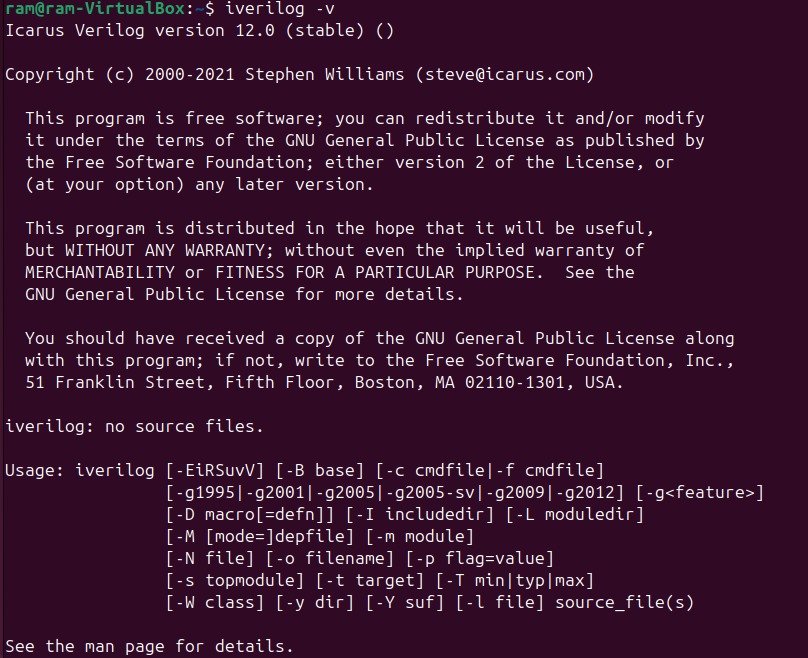 ram@ram-VirtualBox:~$ iverilog -v
Icarus Verilog version 12.0 (stable) ()
Copyright (c) 2000-2021 Stephen Williams (steve@icarus.com)
This program is free software; you can redistribute it and/or modify
it under the terms of the GNU General Public License as published by
the Free Software Foundation; either version 2 of the License, or
(at your option) any later version.
This program is distributed in the hope that it will be useful,
but WITHOUT ANY WARRANTY; without even the implied warranty of
MERCHANTABILITY or FITNESS FOR A PARTICULAR PURPOSE.  See the
GNU General Public License for more details.
You should have received a copy of the GNU General Public License along
with this program; if not, write to the Free Software Foundation, Inc.,
51 Franklin Street, Fifth Floor, Boston, MA 02110-1301, USA.
iverilog: no source files.
Usage: iverilog [-EiRSuvV] [-B base] [-c cmdfile|-f cmdfile]
[-g1995|-g2001|-g2005|-g2005-sv|-g2009|-g2012] [-g<feature>]
[-D macro[=defn]] [-I includedir] [-L moduledir]
[-M [mode=]depfile] [-m module]
[-N file] [-o filename] [-p flag=value]
[-s topmodule] [-t target] [-T min|typ|max]
[-W class] [-y dir] [-Y suf] [-l file] source_file(s)
See the man page for details.